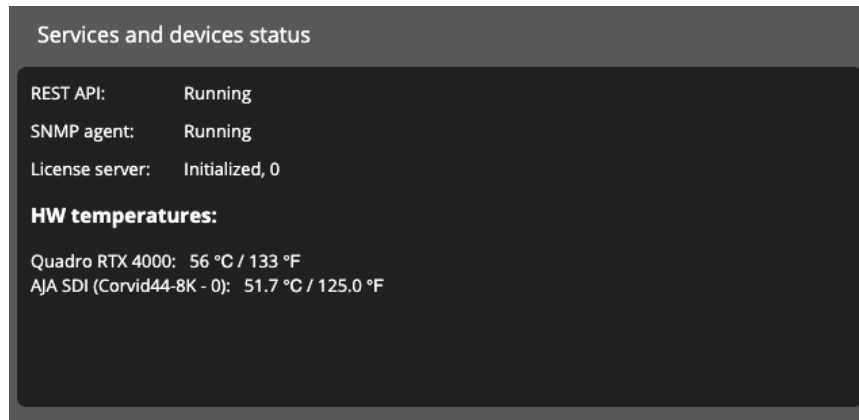 Services and devices status
REST API: Running
SNMP agent: Running
License server: Initialized, 0
HW temperatures:
Quadro RTX 4000: 56 °C / 133 °F
AJA SDI (Corvid44-8K - 0): 51.7 °C / 125.0 °F